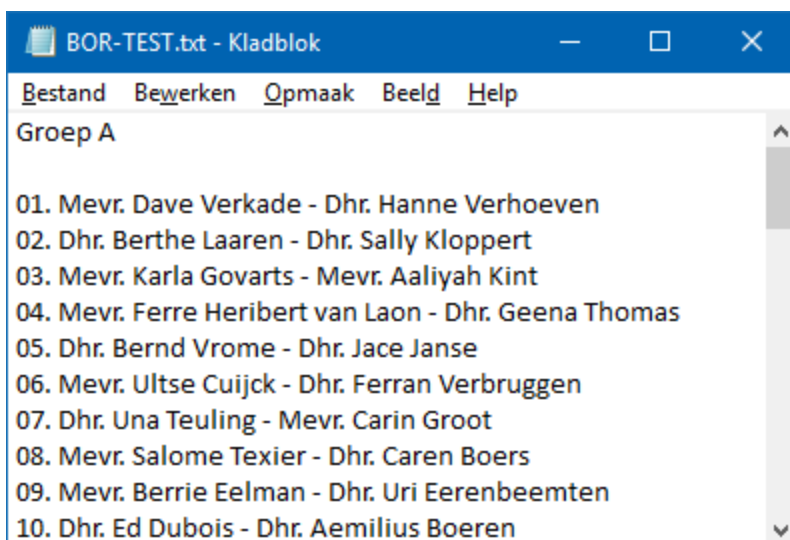 BOR-TEST.txt - Kladblok
Bestand Bewerken Opmaak Beeld Help
Groep A
01. Mevr. Dave Verkade - Dhr. Hanne Verhoeven
02. Dhr. Berthe Laaren - Dhr. Sally Kloppert
03. Mevr. Karla Govarts - Mevr. Aaliyah Kint
04. Mevr. Ferre Heribert van Laon - Dhr. Geena Thomas
05. Dhr. Bernd Vrome - Dhr. Jace Janse
06. Mevr. Ultse Cuijck - Dhr. Ferran Verbruggen
07. Dhr. Una Teuling - Mevr. Carin Groot
08. Mevr. Salome Texier - Dhr. Caren Boers
09. Mevr. Berrie Eelman - Dhr. Uri Eerenbeemten
10. Dhr. Ed Dubois - Dhr. Aemilius Boeren